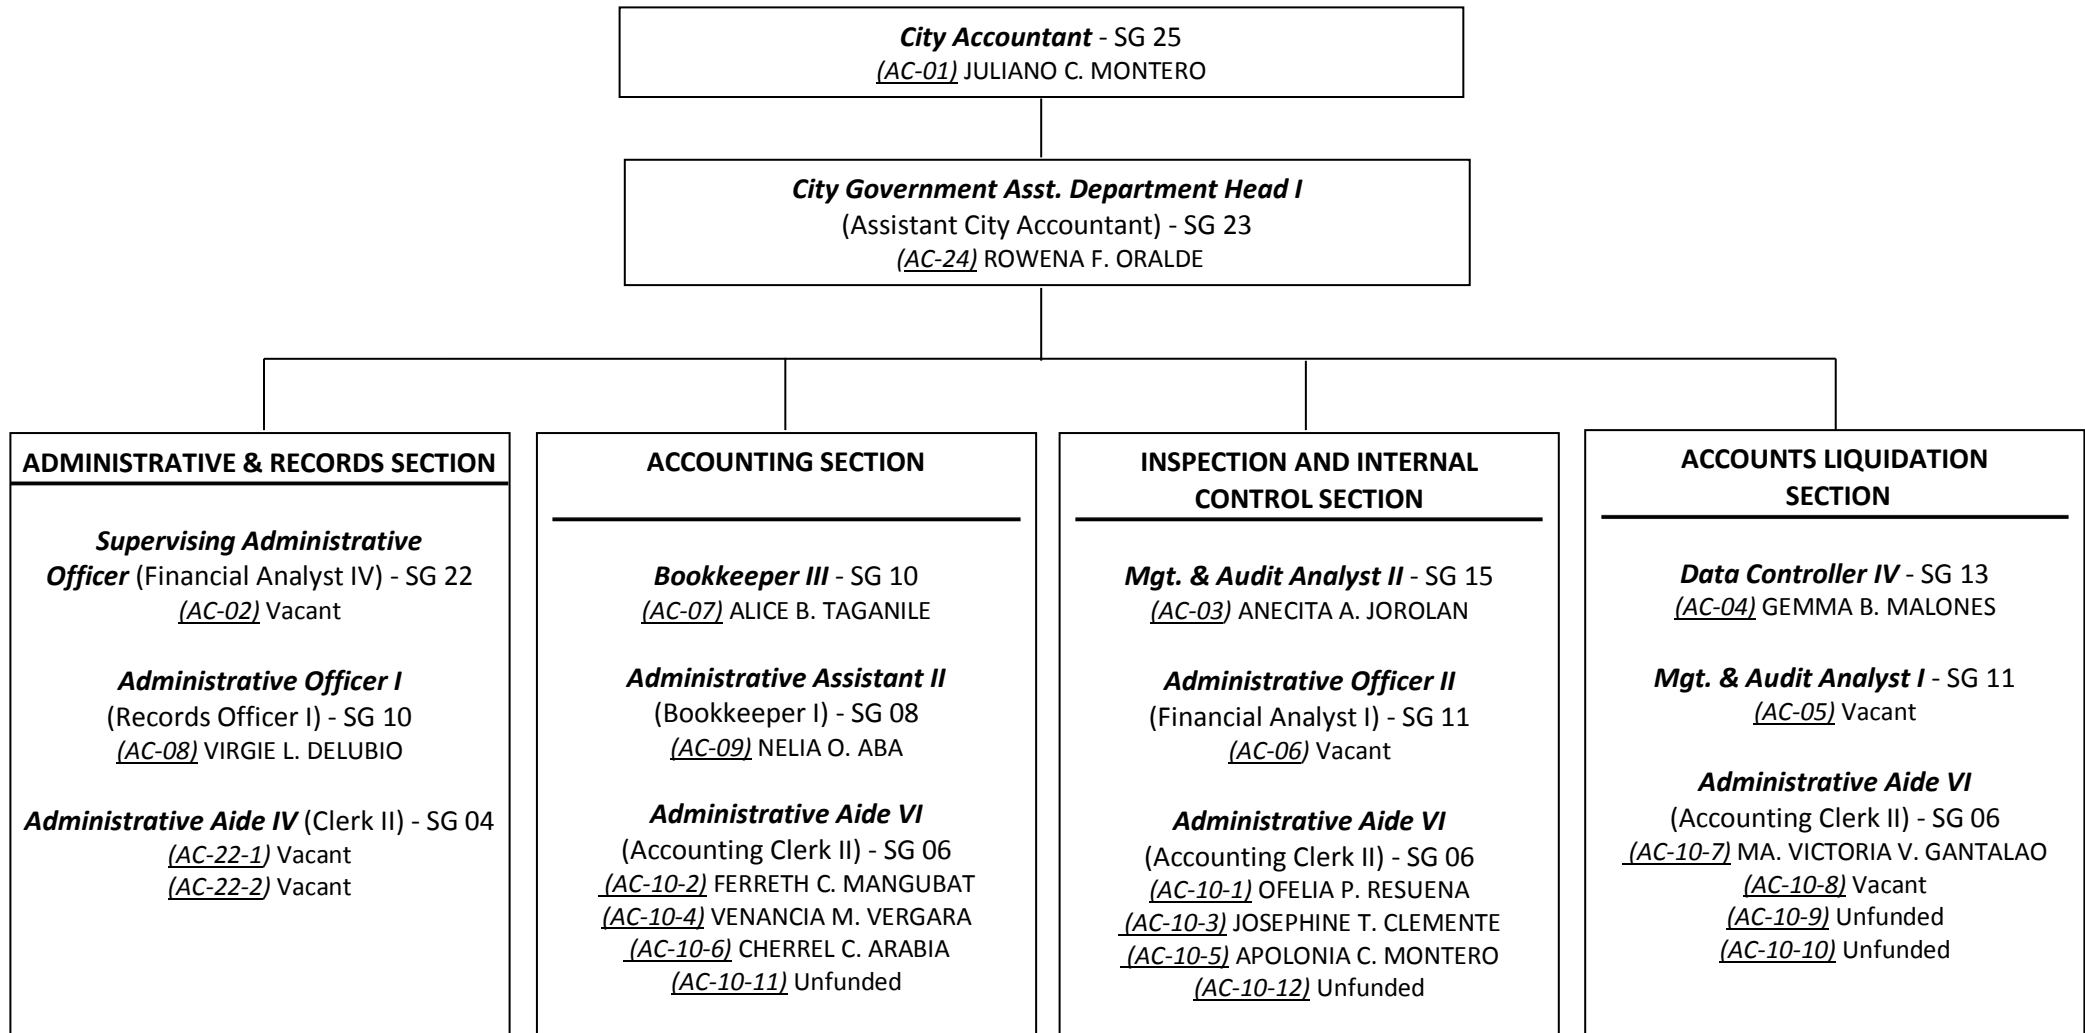 City Accountant - SG 25
(AC-01) JULIANO C. MONTERO
City Government Asst. Department Head I
(Assistant City Accountant) - SG 23
(AC-24) ROWENA F. ORALDE
ADMINISTRATIVE & RECORDS SECTION
Supervising Administrative
Officer (Financial Analyst IV) - SG 22
(AC-02) Vacant
Administrative Officer I
(Records Officer I) - SG 10
(AC-08) VIRGIE L. DELUBIO
Administrative Aide IV (Clerk II) - SG 04
(AC-22-1) Vacant
(AC-22-2) Vacant
ACCOUNTING SECTION
Bookkeeper III - SG 10
(AC-07) ALICE B. TAGANILE
Administrative Assistant II
(Bookkeeper I) - SG 08
(AC-09) NELIA O. ABA
Administrative Aide VI
(Accounting Clerk II) - SG 06
(AC-10-2) FERRETH C. MANGUBAT
(AC-10-4) VENANCIA M. VERGARA
(AC-10-6) CHERREL C. ARABIA
(AC-10-11) Unfunded
INSPECTION AND INTERNAL
CONTROL SECTION
Mgt. & Audit Analyst II - SG 15
(AC-03) ANECITA A. JOROLAN
Administrative Officer II
(Financial Analyst I) - SG 11
(AC-06) Vacant
Administrative Aide VI
(Accounting Clerk II) - SG 06
(AC-10-1) OFELIA P. RESUENA
(AC-10-3) JOSEPHINE T. CLEMENTE
(AC-10-5) APOLONIA C. MONTERO
(AC-10-12) Unfunded
ACCOUNTS LIQUIDATION
SECTION
Data Controller IV - SG 13
(AC-04) GEMMA B. MALONES
Mgt. & Audit Analyst I - SG 11
(AC-05) Vacant
Administrative Aide VI
(Accounting Clerk II) - SG 06
(AC-10-7) MA. VICTORIA V. GANTALAO
(AC-10-8) Vacant
(AC-10-9) Unfunded
(AC-10-10) Unfunded